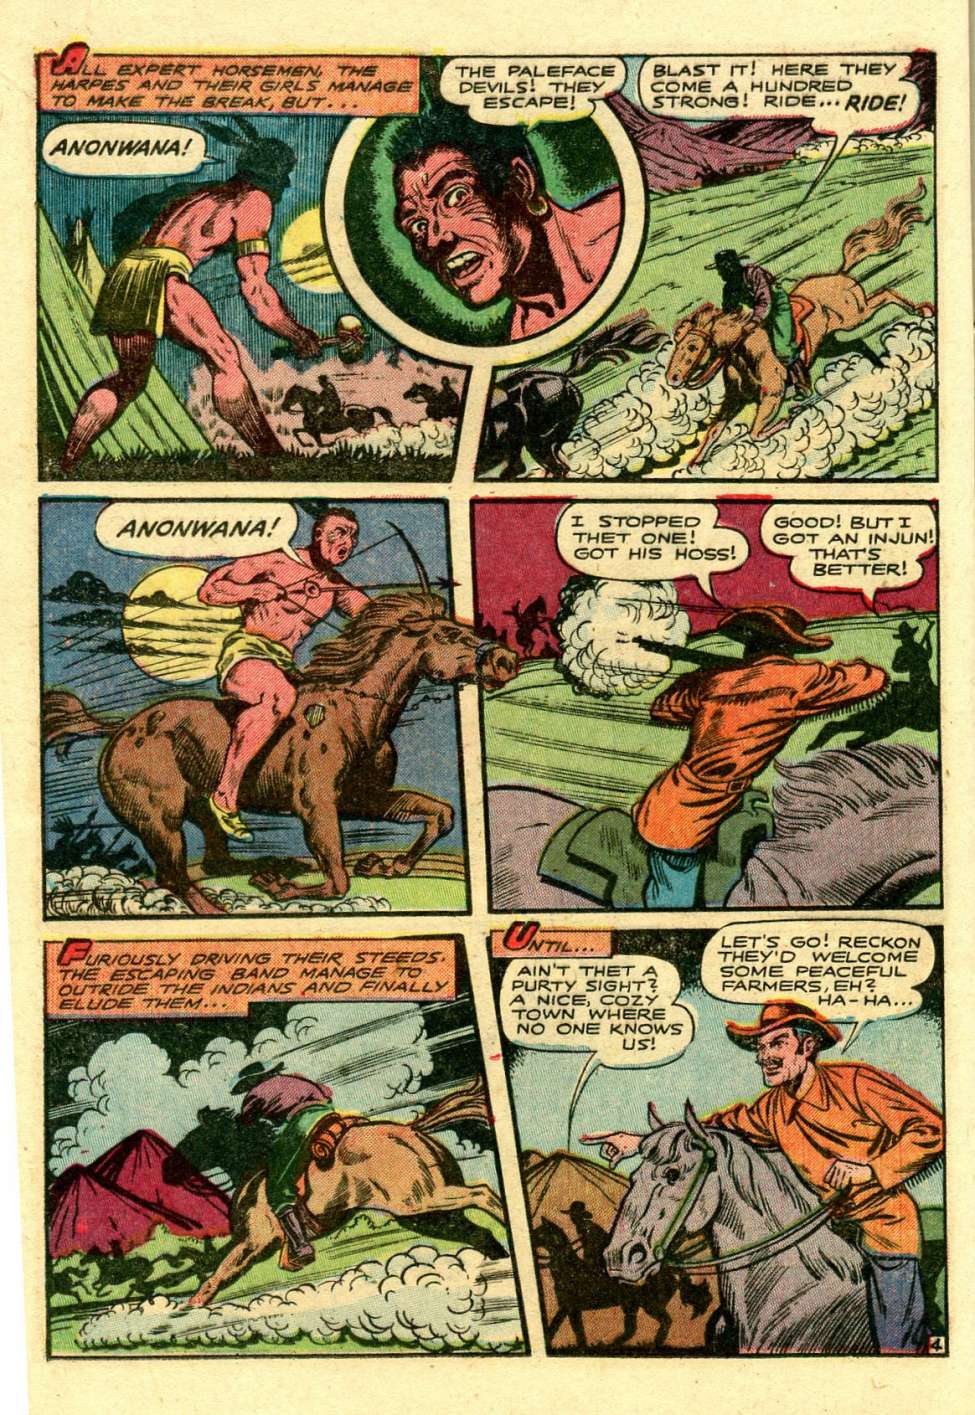 ALL EXPERT HORSEMEN, THE
HARPES AND THEIR GIRLS MANAGE
TO MAKE THE BREAK, BUT...
ANONWANA!
THE PALEFACE
DEVILS! THEY
ESCAPE!
BLAST IT! HERE THEY
COME A HUNDRED
STRONG! RIDE... RIDE!
ANONWANA!
I STOPPED
THET ONE!
GOT HIS HOSS!
GOOD! BUT I
GOT AN INJUN!
THAT'S
BETTER!
FURIOUSLY DRIVING THEIR STEEDS,
THE ESCAPING BAND MANAGE TO
OUTRIDE THE INDIANS AND FINALLY
ELUDE THEM...
UNTIL...
AIN'T THET A
PURTY SIGHT?
A NICE, COZY
TOWN WHERE
NO ONE KNOWS
US!
LET'S GO! RECKON
THEY'D WELCOME
SOME PEACEFUL
FARMERS, EH?
HA-HA...
4